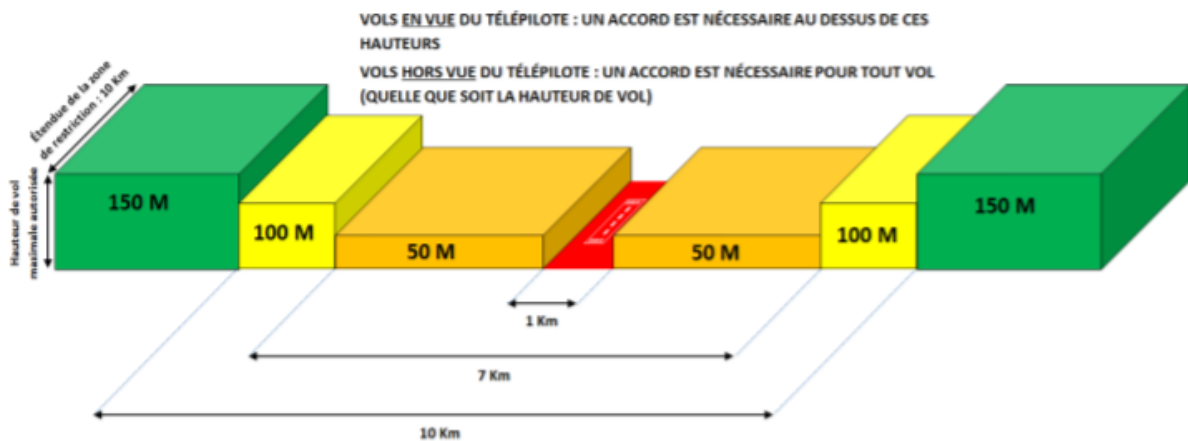 VOLS EN VUE DU TÉLÉPILOTE : UN ACCORD EST NÉCESSAIRE AU DESSUS DE CES
HAUTEURS
VOLS HORS VUE DU TÉLÉPILOTE : UN ACCORD EST NÉCESSAIRE POUR TOUT VOL
(QUELLE QUE SOIT LA HAUTEUR DE VOL)
Étendue de la zone
de restriction : 10 Km
Hauteur de vol
maximale autorisée
150 M
100 M
50 M
50 M
100 M
150 M
1 Km
7 Km
10 Km